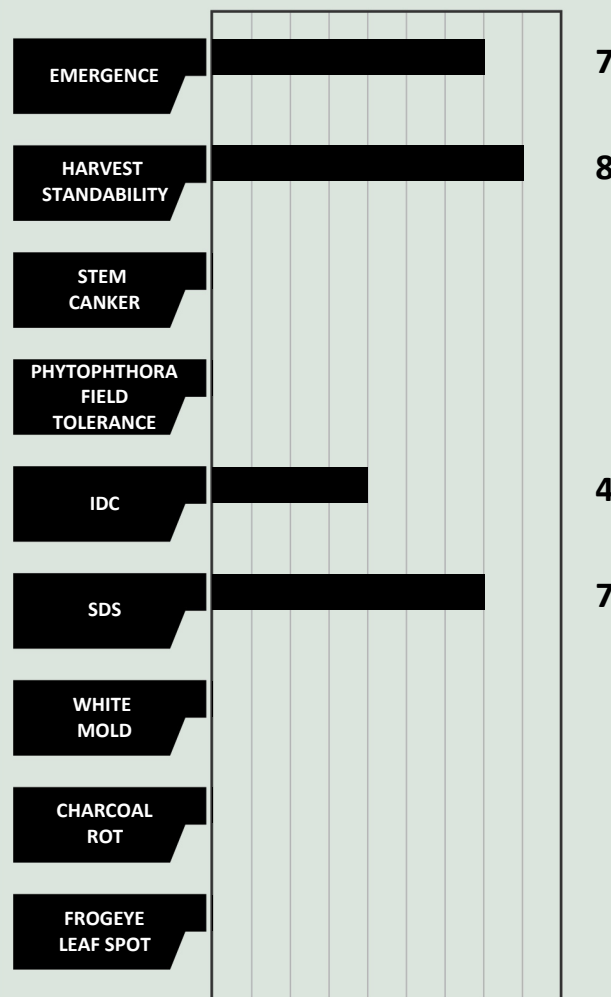 EMERGENCE
7
HARVEST
STANDABILITY
8
STEM
CANKER
PHYTOPHTHORA
FIELD
TOLERANCE
IDC
4
SDS
7
WHITE
MOLD
CHARCOAL
ROT
FROGEYE
LEAF SPOT